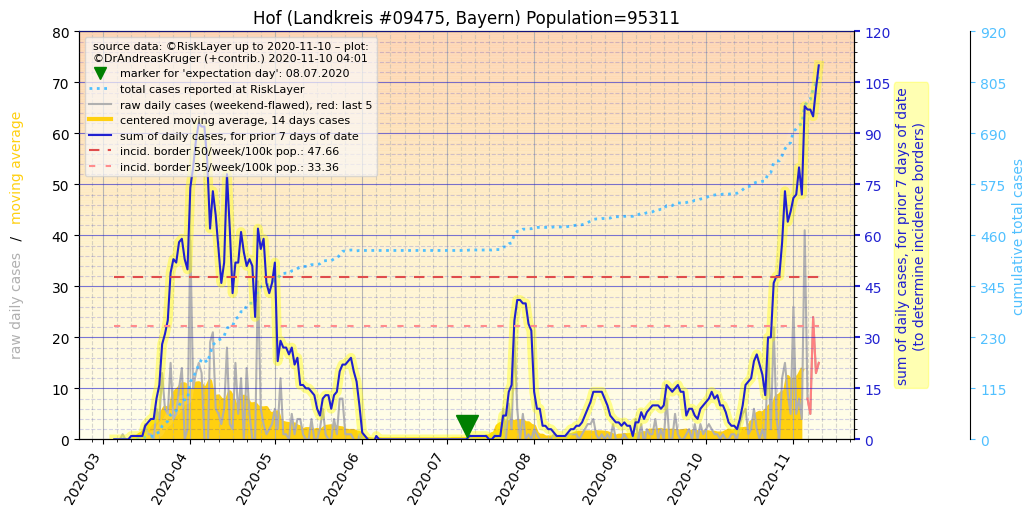 Hof (Landkreis #09475, Bayern) Population=95311
source data: ©RiskLayer up to 2020-11-10 – plot:
©DrAndreasKruger (+contrib.) 2020-11-10 04:01
marker for 'expectation day': 08.07.2020
total cases reported at RiskLayer
raw daily cases (weekend-flawed), red: last 5
centered moving average, 14 days cases
sum of daily cases, for prior 7 days of date
incid. border 50/week/100k pop.: 47.66
incid. border 35/week/100k pop.: 33.36
raw daily cases / moving average
80
70
60
50
40
30
20
10
0
120
105
90
75
60
45
30
15
0
sum of daily cases, for prior 7 days of date
(to determine incidence borders)
920
805
690
575
460
345
230
115
0
cumulative total cases
2020-03
2020-04
2020-05
2020-06
2020-07
2020-08
2020-09
2020-10
2020-11